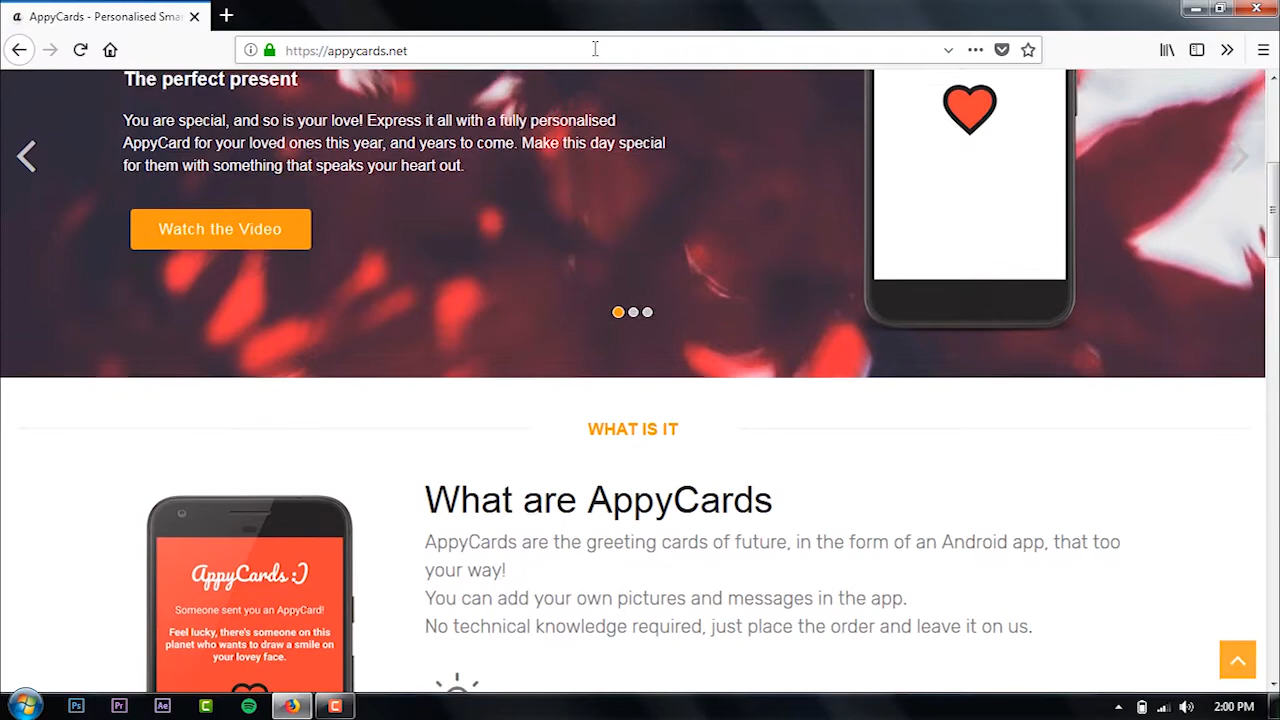 AppyCards - Personalised Sma
https://appycards.net
The perfect present
You are special, and so is your love! Express it all with a fully personalised
AppyCard for your loved ones this year, and years to come. Make this day special
for them with something that speaks your heart out.
Watch the Video
WHAT IS IT
What are AppyCards
AppyCards are the greeting cards of future, in the form of an Android app, that too
your way!
You can add your own pictures and messages in the app.
No technical knowledge required, just place the order and leave it on us.
AppyCards :)
Someone sent you an AppyCard!
Feel lucky, there's someone on this
planet who wants to draw a smile on
your lovey face.
Ps
Pr
Ae
C
C
2:00 PM